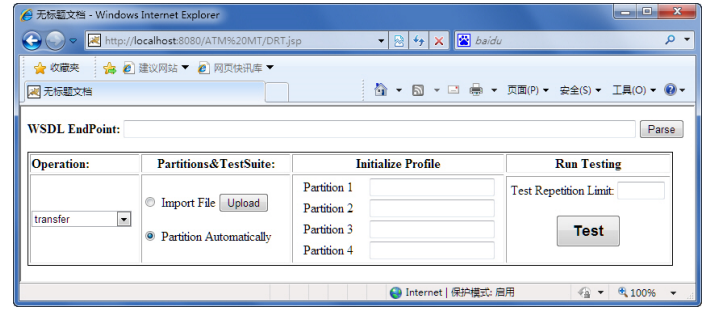 无标题文档 - Windows Internet Explorer
http://localhost:8080/ATM%20MT/DRT.jsp
baidu
收藏夹 建议网站 网页快讯库
无标题文档 页面(P) 安全(S) 工具(O)
WSDL EndPoint: Parse
Operation: Partitions&TestSuite: Initialize Profile Run Testing
transfer
Import File Upload
Partition Automatically
Partition 1
Partition 2
Partition 3
Partition 4
Test Repetition Limit:
Test
Internet | 保护模式: 启用 100%